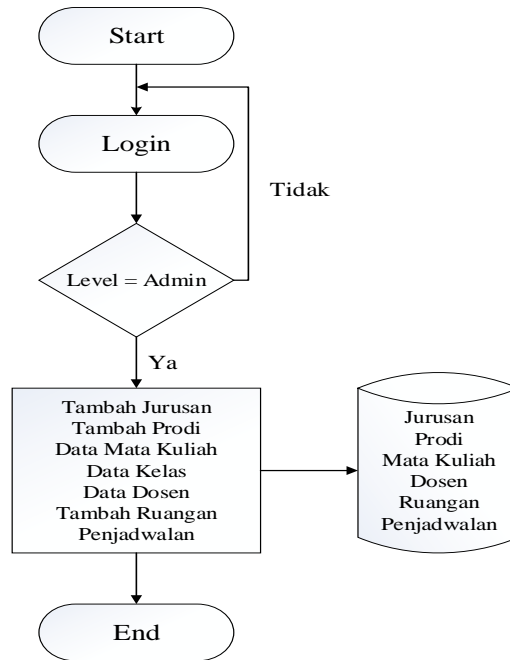 Start
Login
Tidak
Level = Admin
Ya
Tambah Jurusan
Tambah Prodi
Data Mata Kuliah
Data Kelas
Data Dosen
Tambah Ruangan
Penjadwalan
Jurusan
Prodi
Mata Kuliah
Dosen
Ruangan
Penjadwalan
End